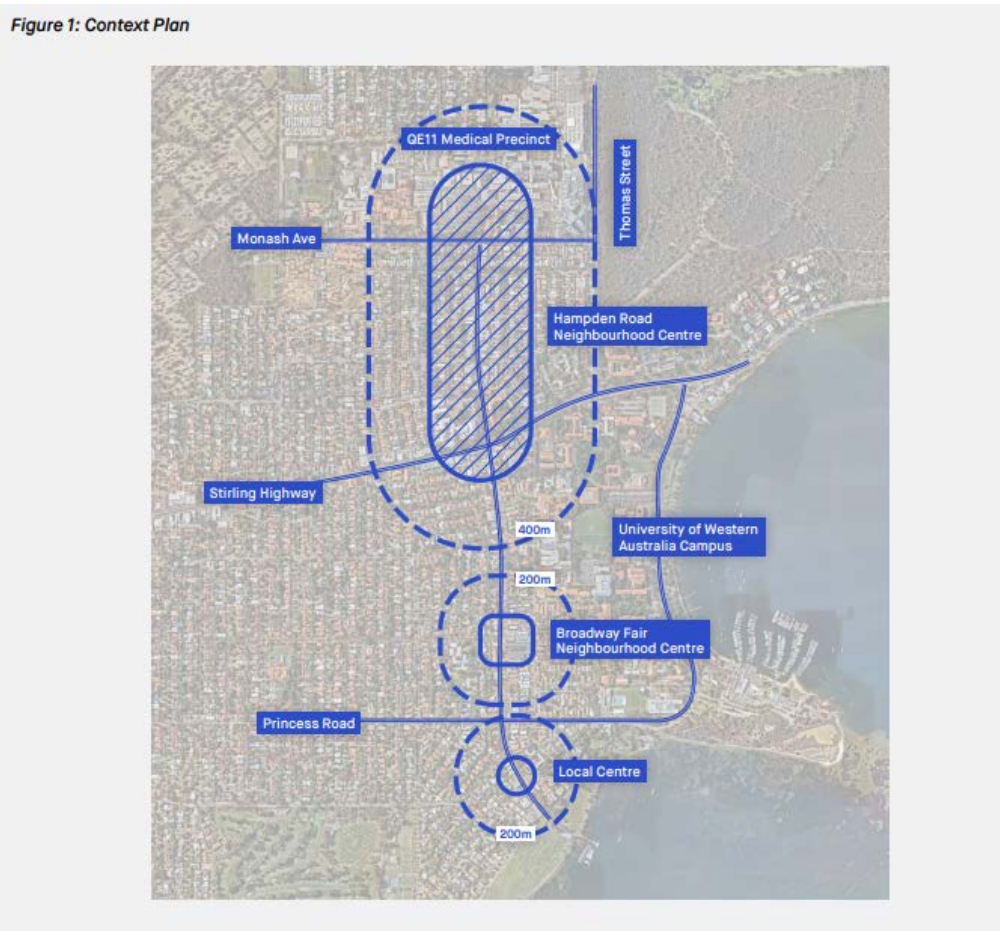 Figure 1: Context Plan
QE11 Medical Precinct
Thomas Street
Monash Ave
Hampden Road
Neighbourhood Centre
Stirling Highway
400m
University of Western
Australia Campus
200m
Broadway Fair
Neighbourhood Centre
Princess Road
Local Centre
200m